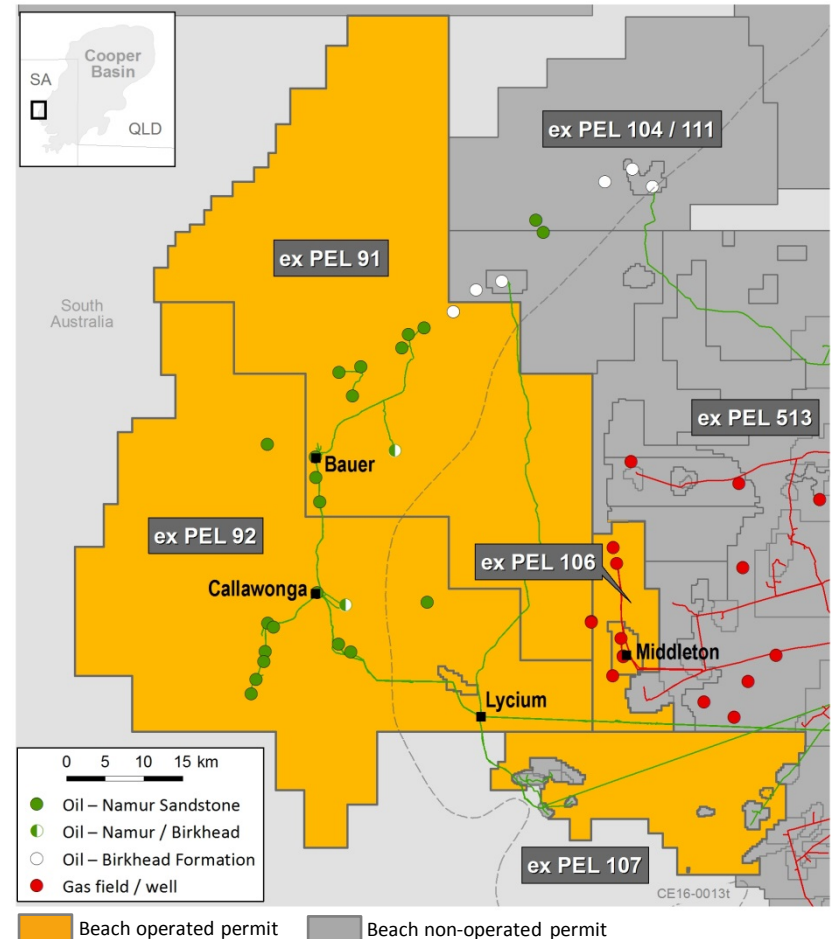 Cooper
Basin
SA
QLD
ex PEL 104 / 111
ex PEL 91
South
Australia
ex PEL 513
Bauer
ex PEL 92
ex PEL 106
Callawonga
Middleton
Lycium
0 5 10 15 km
Oil – Namur Sandstone
Oil – Namur / Birkhead
Oil – Birkhead Formation
Gas field / well
ex PEL 107
CE16-0013t
Beach operated permit Beach non-operated permit